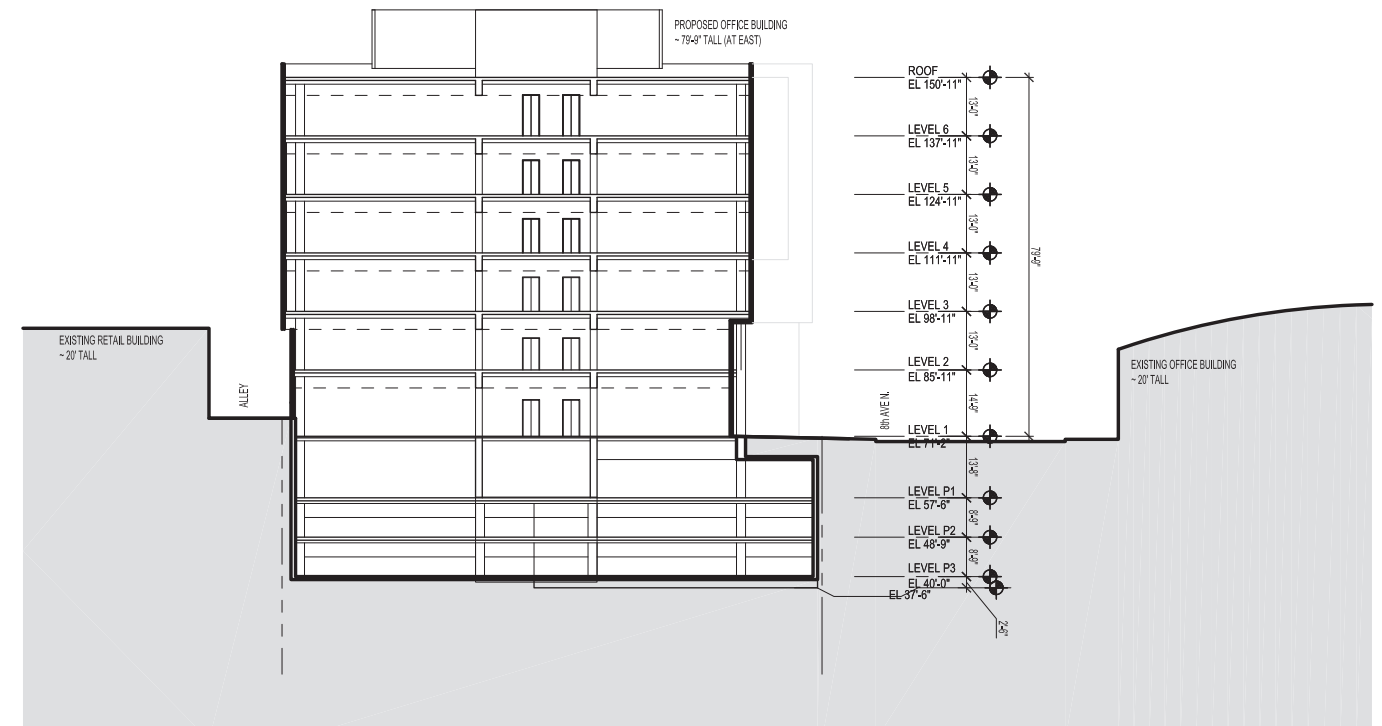 PROPOSED OFFICE BUILDING
~ 79'-9" TALL (AT EAST)
ROOF
EL 150'-11"
13'-0"
LEVEL 6
EL 137'-11"
13'-0"
LEVEL 5
EL 124'-11"
13'-0"
LEVEL 4
EL 111'-11"
79'-9"
13'-0"
LEVEL 3
EL 98'-11"
13'-0"
LEVEL 2
EL 85'-11"
14'-9"
LEVEL 1
EL 71'-2"
13'-8"
LEVEL P1
EL 57'-6"
8'-9"
LEVEL P2
EL 48'-9"
8'-9"
LEVEL P3
EL 40'-0"
EL 37'-6"
2'-6"
EXISTING RETAIL BUILDING
~ 20' TALL
ALLEY
8th AVE N.
EXISTING OFFICE BUILDING
~ 20' TALL